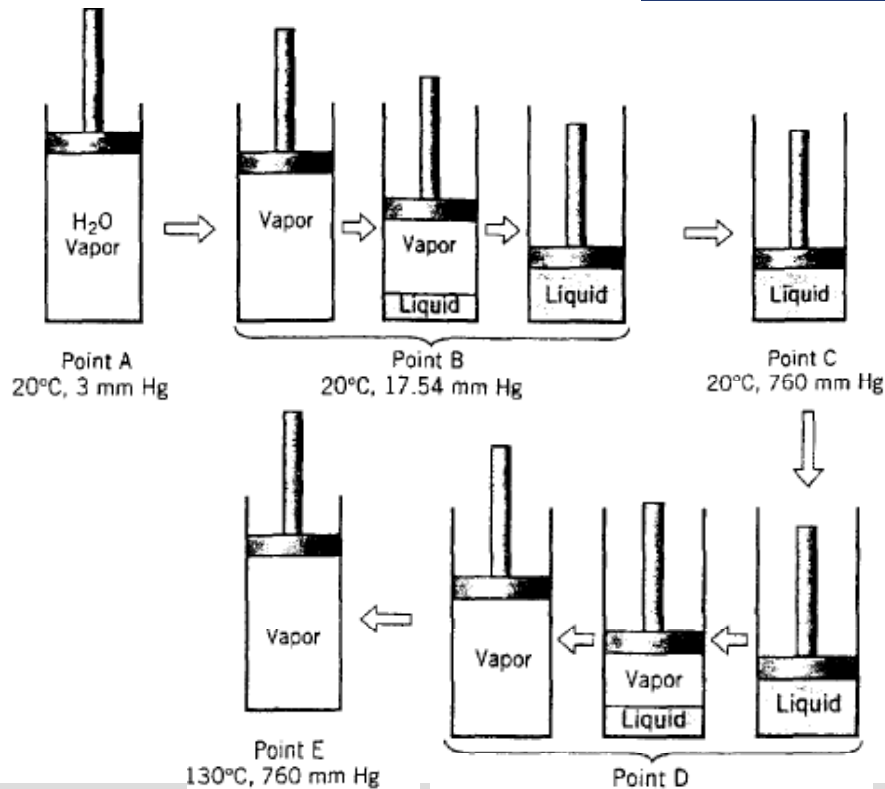 H₂O
Vapor
Vapor
Vapor
Liquid
Liquid
Liquid
Point A
20°C, 3 mm Hg
Point B
20°C, 17.54 mm Hg
Point C
20°C, 760 mm Hg
Vapor
Vapor
Vapor
Liquid
Liquid
Point E
130°C, 760 mm Hg
Point D